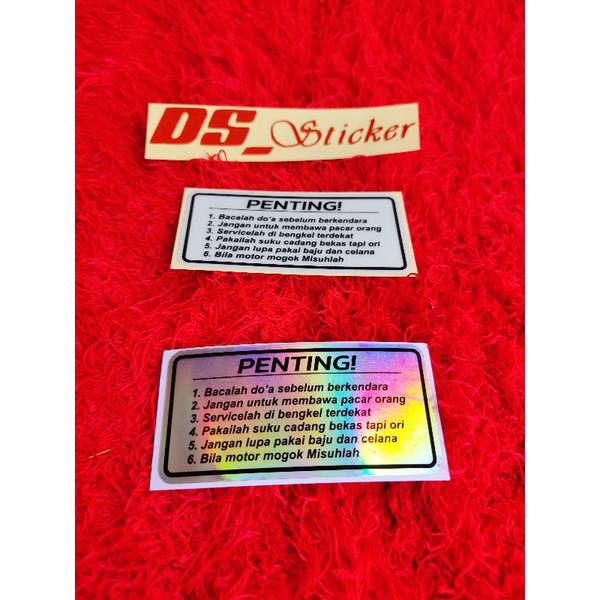 DS_Sticker
PENTING!
1. Bacalah do'a sebelum berkendara
2. Jangan untuk membawa pacar orang
3. Servicelah di bengkel terdekat
4. Pakailah suku cadang bekas tapi ori
5. Jangan lupa pakai baju dan celana
6. Bila motor mogok Misuhlah
PENTING!
1. Bacalah do'a sebelum berkendara
2. Jangan untuk membawa pacar orang
3. Servicelah di bengkel terdekat
4. Pakailah suku cadang bekas tapi ori
5. Jangan lupa pakai baju dan celana
6. Bila motor mogok Misuhlah